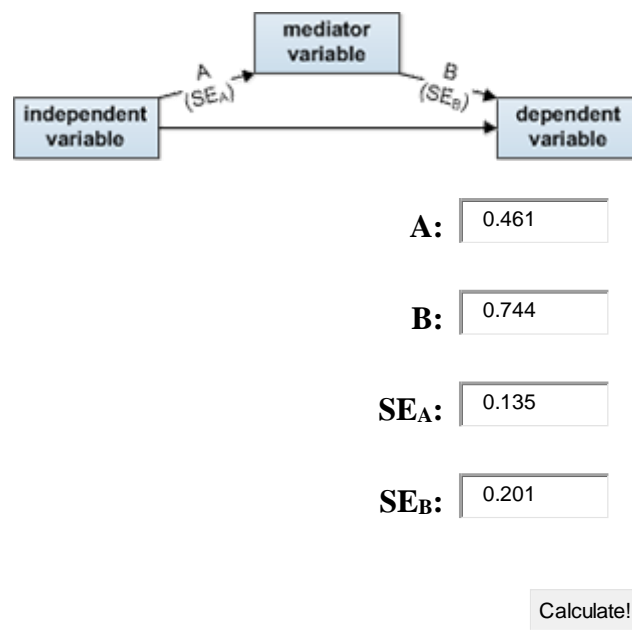 mediator
variable
A
(SEA)
B
(SEB)
independent
variable
dependent
variable
A: 0.461
B: 0.744
SEA: 0.135
SEB: 0.201
Calculate!